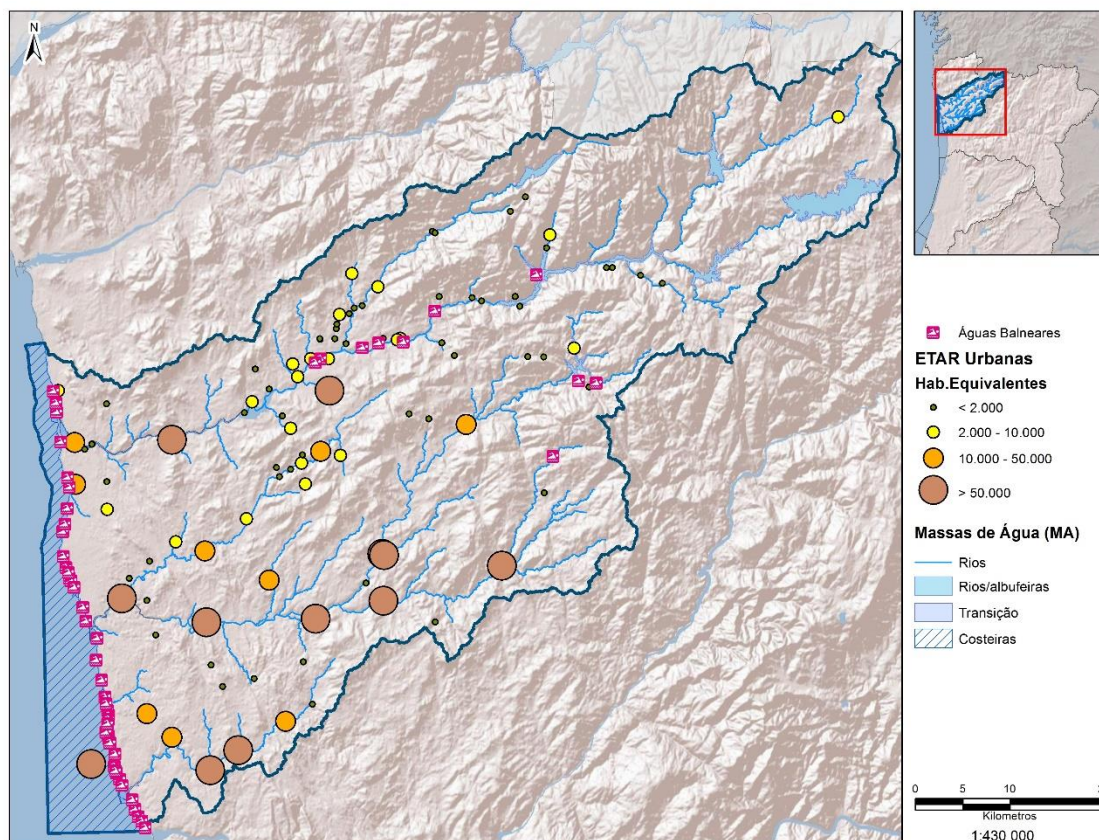 N
Águas Balneares
ETAR Urbanas
Hab.Equivalentes
< 2.000
2.000 - 10.000
10.000 - 50.000
> 50.000
Massas de Água (MA)
Rios
Rios/albufeiras
Transição
Costeiras
0 5 10
Kilometros
1:430 000